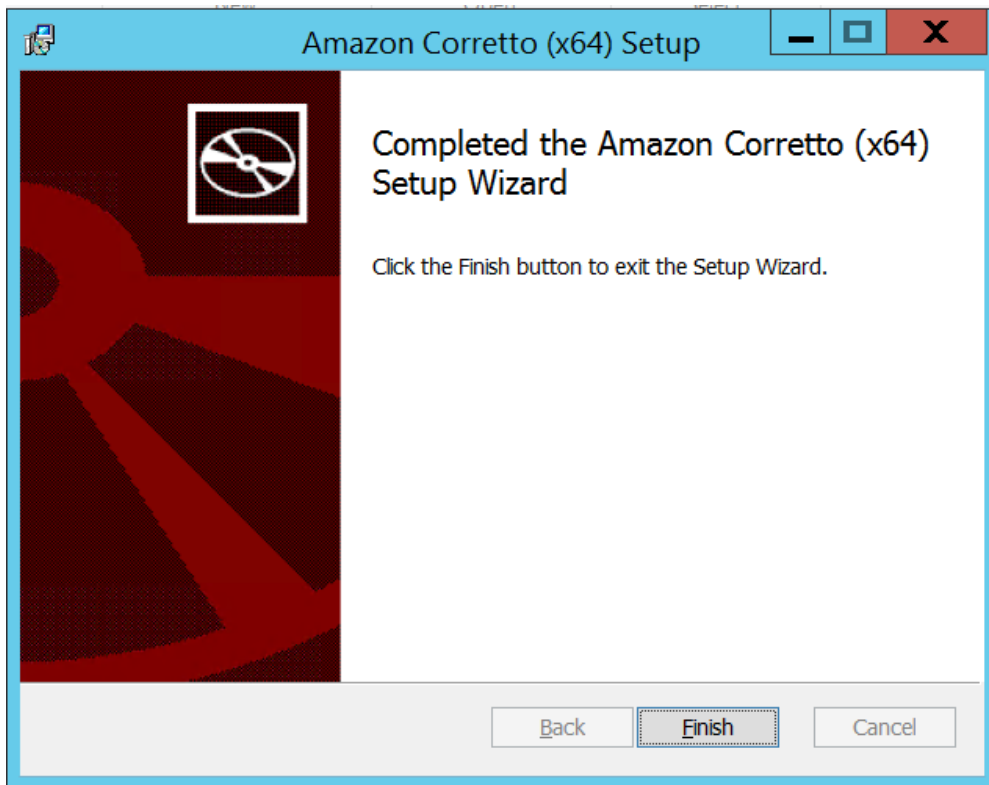 Amazon Corretto (x64) Setup
Completed the Amazon Corretto (x64)
Setup Wizard
Click the Finish button to exit the Setup Wizard.
Back
Finish
Cancel